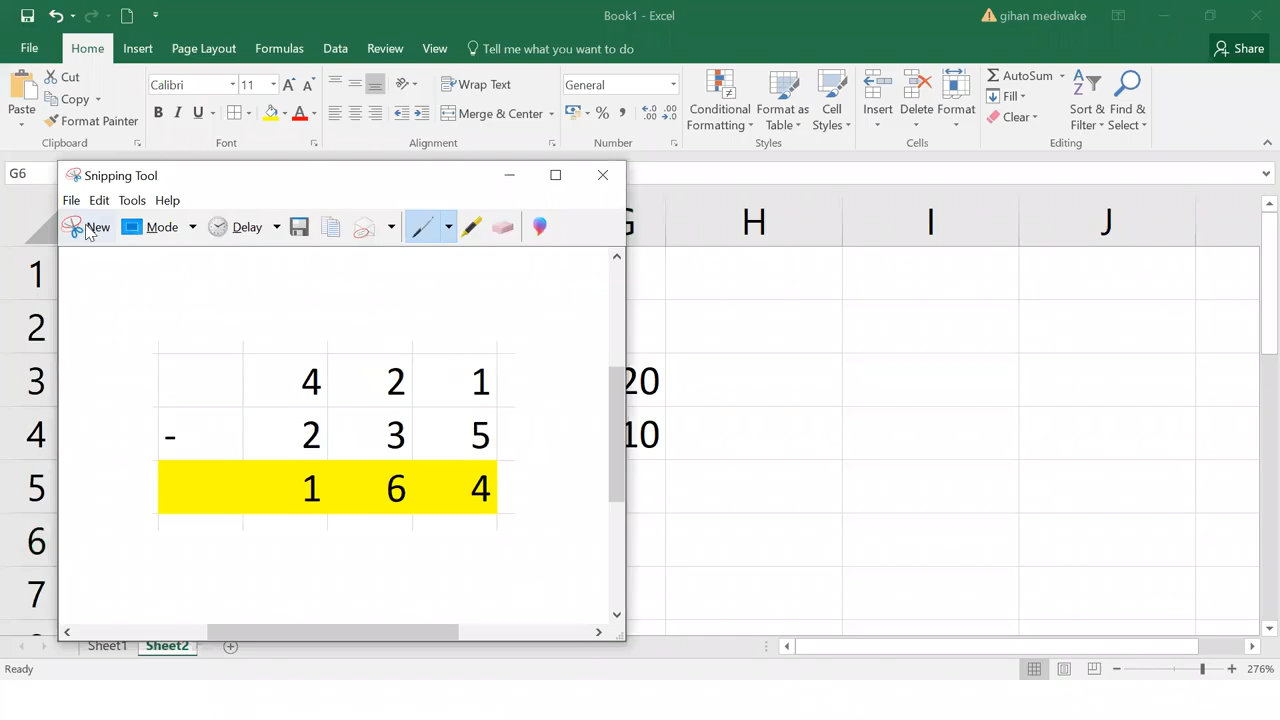 Book1 - Excel
gihan mediwake
File Home Insert Page Layout Formulas Data Review View Tell me what you want to do Share
Paste
Cut
Copy
Format Painter
Clipboard
Calibri 11
B I U
Font
Wrap Text
Merge & Center
Alignment
General
%
Number
Conditional Formatting
Format as Table
Cell Styles
Styles
Insert Delete Format
Cells
AutoSum
Fill
Clear
Sort & Filter
Find & Select
Editing
G6
Snipping Tool
File Edit Tools Help
New Mode Delay
G H I J
1
2
3
4
5
6
7
4 2 1
- 2 3 5
1 6 4
20
10
Sheet1 Sheet2
Ready
276%